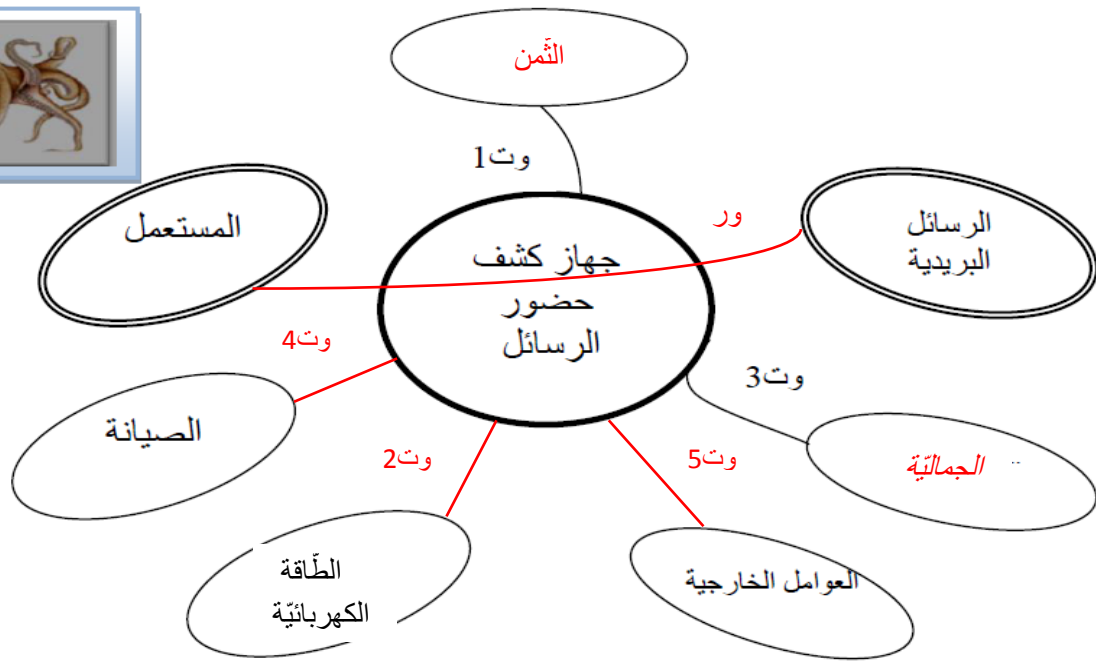 الثّمن
وت1
المستعمل
ور
الرسائل
البريدية
جهاز كشف
حضور
الرسائل
وت4
وت3
الصيانة
وت2
وت5
الجماليّة
الطّاقة
الكهربائيّة
العوامل الخارجية